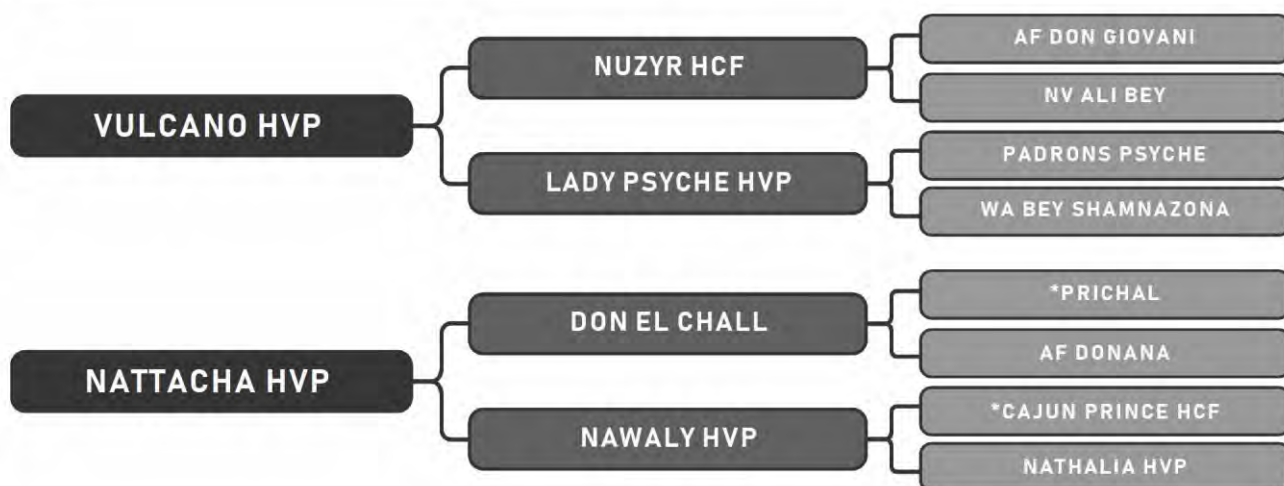 VULCANO HVP
NUZYR HCF
AF DON GIOVANI
NV ALI BEY
LADY PSYCHE HVP
PADRONS PSYCHE
WA BEY SHAMNAZONA
NATTACHA HVP
DON EL CHALL
*PRICHAL
AF DONANA
NAWALY HVP
*CAJUN PRINCE HCF
NATHALIA HVP